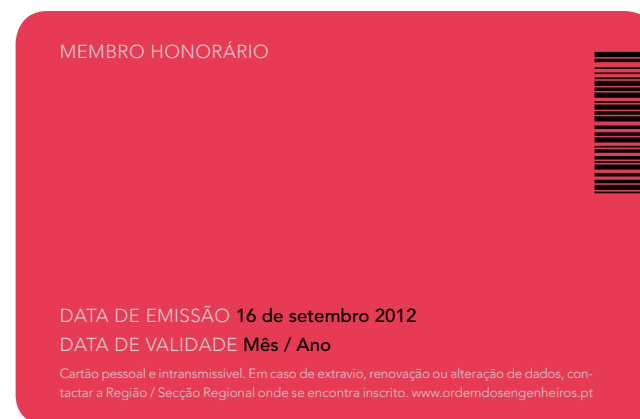 MEMBRO HONORÁRIO
DATA DE EMISSÃO 16 de setembro 2012
DATA DE VALIDADE Mês / Ano
Cartão pessoal e intransmissível. Em caso de extravio, renovação ou alteração de dados, con-
tactar a Região / Secção Regional onde se encontra inscrito. www.ordemdosengenheiros.pt